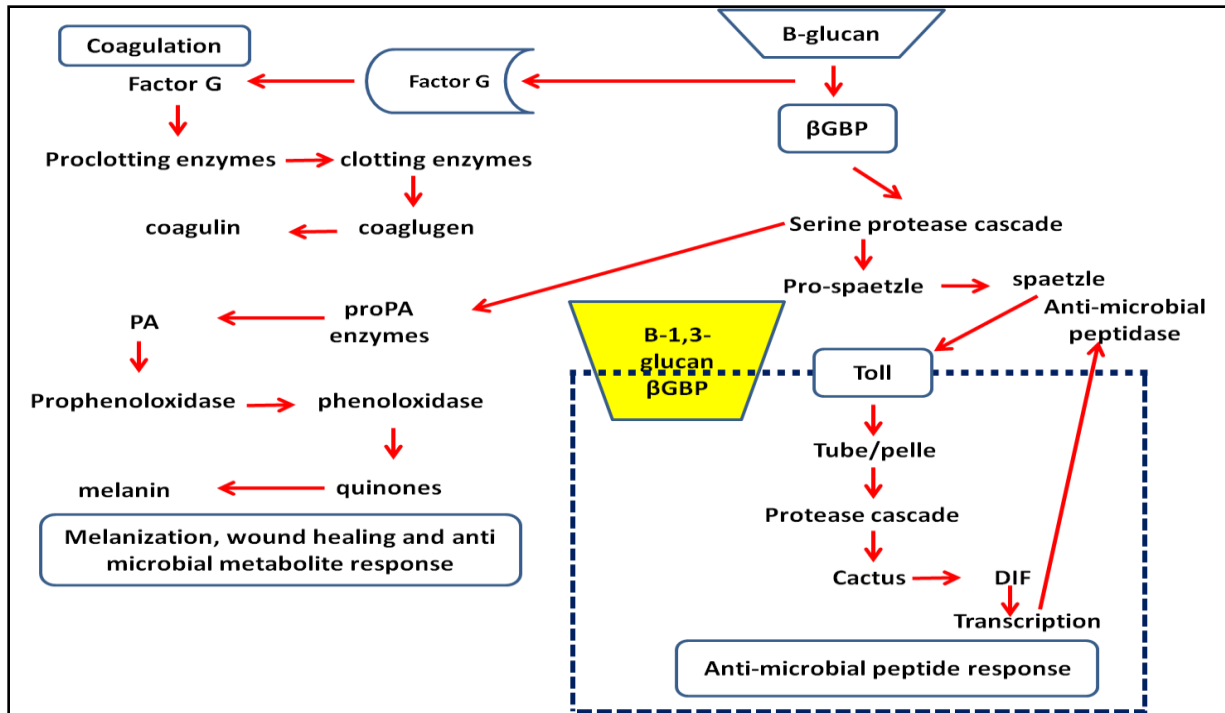 Coagulation
Factor G
Factor G
B-glucan
βGBP
Proclotting enzymes
clotting enzymes
coagulin
coaglugen
Serine protease cascade
Pro-spaetzle
spaetzle
Anti-microbial
peptidase
PA
proPA
enzymes
B-1,3-
glucan
βGBP
Toll
Prophenoloxidase
phenoloxidase
Tube/pelle
melanin
quinones
Protease cascade
Melanization, wound healing and anti
microbial metabolite response
Cactus
DIF
Transcription
Anti-microbial peptide response